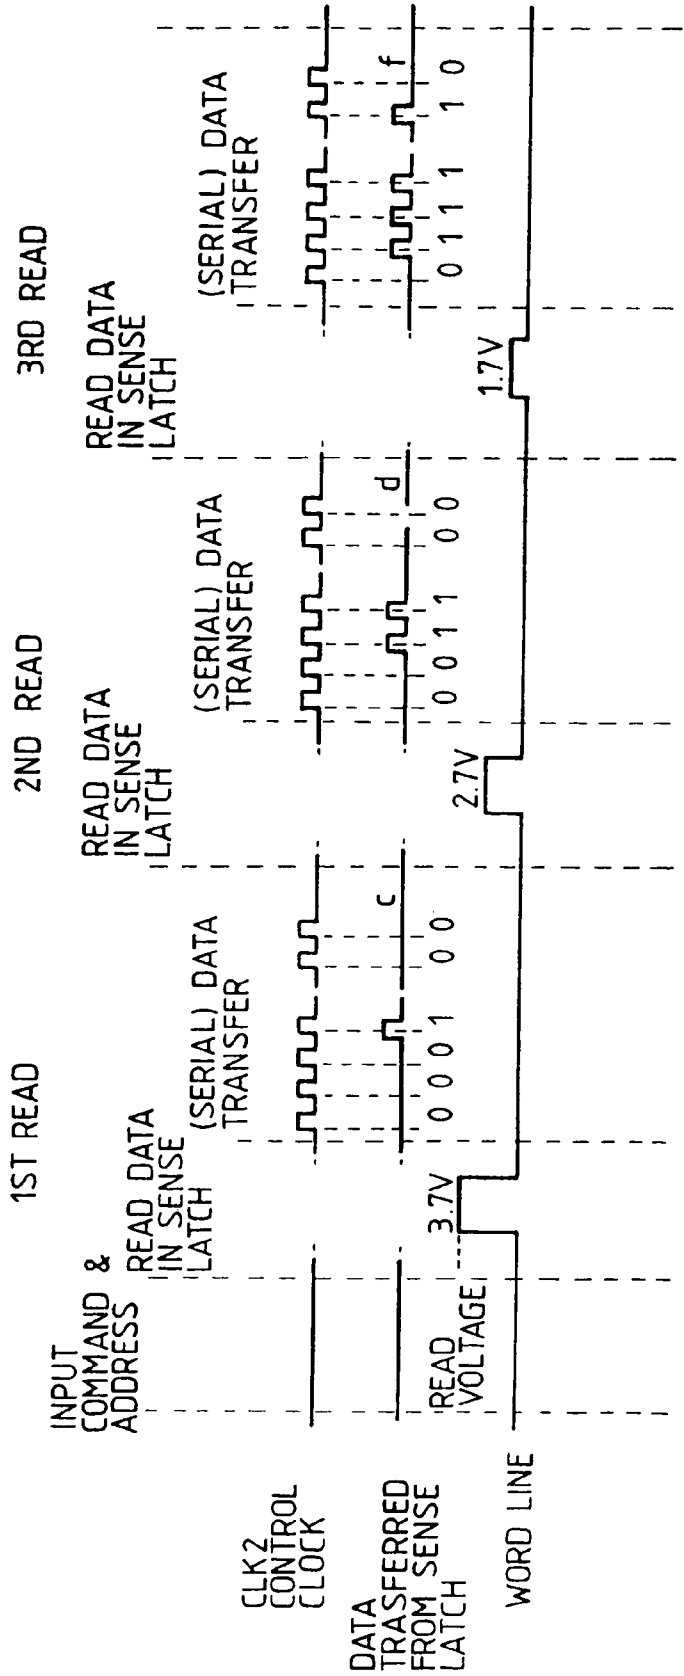 1ST READ
2ND READ
3RD READ
INPUT
COMMAND &
ADDRESS
READ DATA
IN SENSE
LATCH
(SERIAL) DATA
TRANSFER
READ DATA
IN SENSE
LATCH
(SERIAL) DATA
TRANSFER
READ DATA
IN SENSE
LATCH
(SERIAL) DATA
TRANSFER
CLK2
CONTROL
CLOCK
DATA
TRASFERRED
FROM SENSE
LATCH
c
d
f
0 0 0 1 0 0
0 0 1 1 0 0
0 1 1 1 1 0
READ
VOLTAGE
3.7V
2.7V
1.7V
WORD LINE